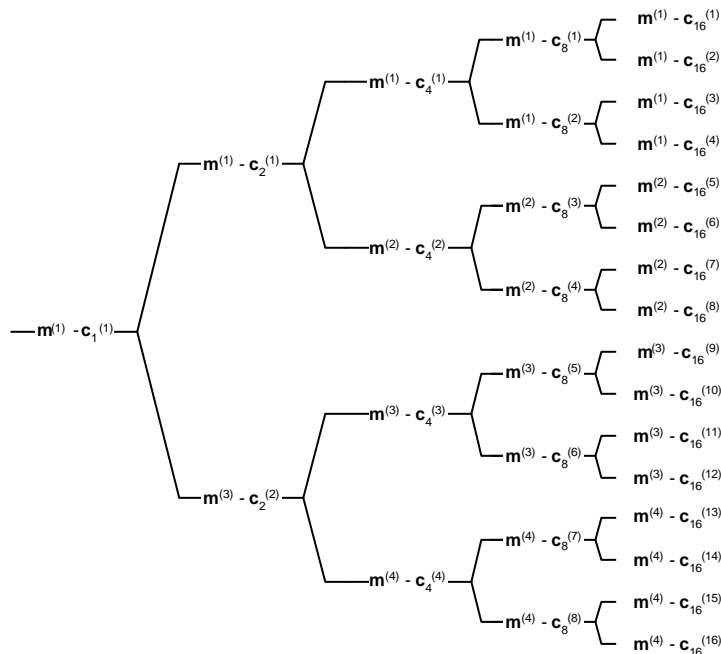 m(1) - c16(1)
m(1) - c8(1)
m(1) - c16(2)
m(1) - c4(1)
m(1) - c16(3)
m(1) - c8(2)
m(1) - c16(4)
m(1) - c2(1)
m(2) - c16(5)
m(2) - c8(3)
m(2) - c16(6)
m(2) - c4(2)
m(2) - c16(7)
m(2) - c8(4)
m(2) - c16(8)
m(1) - c1(1)
m(3) - c16(9)
m(3) - c8(5)
m(3) - c16(10)
m(3) - c4(3)
m(3) - c16(11)
m(3) - c8(6)
m(3) - c16(12)
m(3) - c2(2)
m(4) - c16(13)
m(4) - c8(7)
m(4) - c16(14)
m(4) - c4(4)
m(4) - c16(15)
m(4) - c8(8)
m(4) - c16(16)